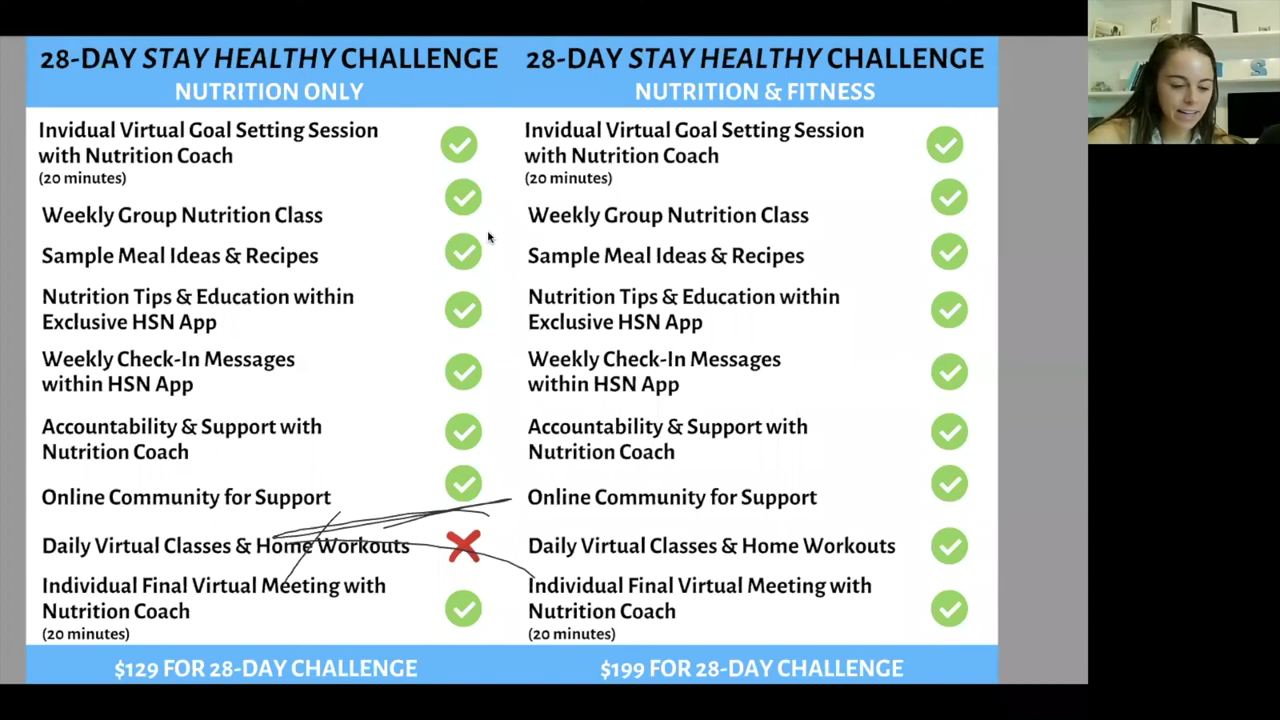 28-DAY STAY HEALTHY CHALLENGE
NUTRITION ONLY
Invidual Virtual Goal Setting Session
with Nutrition Coach
(20 minutes)
Weekly Group Nutrition Class
Sample Meal Ideas & Recipes
Nutrition Tips & Education within
Exclusive HSN App
Weekly Check-In Messages
within HSN App
Accountability & Support with
Nutrition Coach
Online Community for Support
Daily Virtual Classes & Home Workouts
Individual Final Virtual Meeting with
Nutrition Coach
(20 minutes)
$129 FOR 28-DAY CHALLENGE
28-DAY STAY HEALTHY CHALLENGE
NUTRITION & FITNESS
Invidual Virtual Goal Setting Session
with Nutrition Coach
(20 minutes)
Weekly Group Nutrition Class
Sample Meal Ideas & Recipes
Nutrition Tips & Education within
Exclusive HSN App
Weekly Check-In Messages
within HSN App
Accountability & Support with
Nutrition Coach
Online Community for Support
Daily Virtual Classes & Home Workouts
Individual Final Virtual Meeting with
Nutrition Coach
(20 minutes)
$199 FOR 28-DAY CHALLENGE